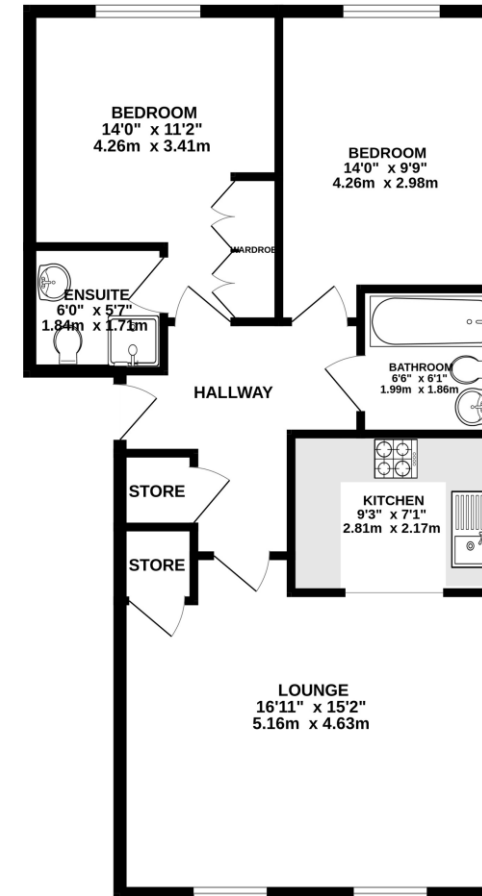 BEDROOM
14'0" x 11'2"
4.26m x 3.41m
BEDROOM
14'0" x 9'9"
4.26m x 2.98m
WARDROBE
ENSUITE
6'0" x 5'7"
1.84m x 1.71m
BATHROOM
6'6" x 6'1"
1.99m x 1.86m
HALLWAY
STORE
KITCHEN
9'3" x 7'1"
2.81m x 2.17m
STORE
LOUNGE
16'11" x 15'2"
5.16m x 4.63m